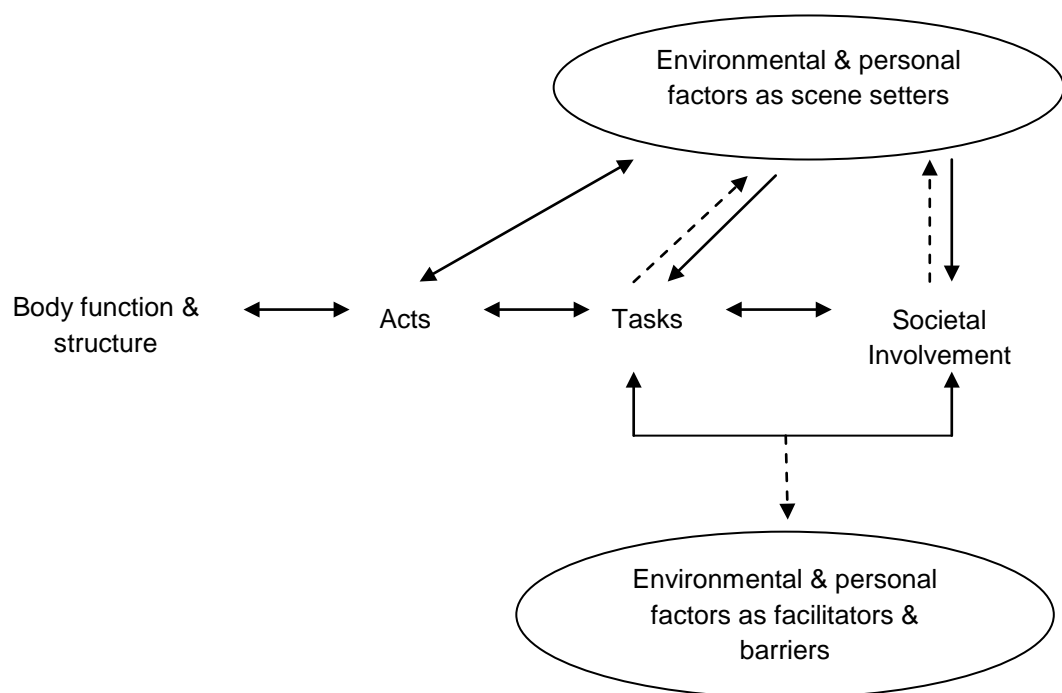 Environmental & personal
factors as scene setters
Body function &
structure
Acts
Tasks
Societal
Involvement
Environmental & personal
factors as facilitators &
barriers